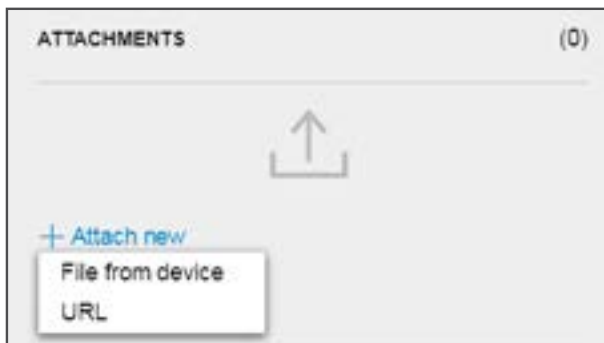 ATTACHMENTS (0)
+ Attach new
File from device
URL